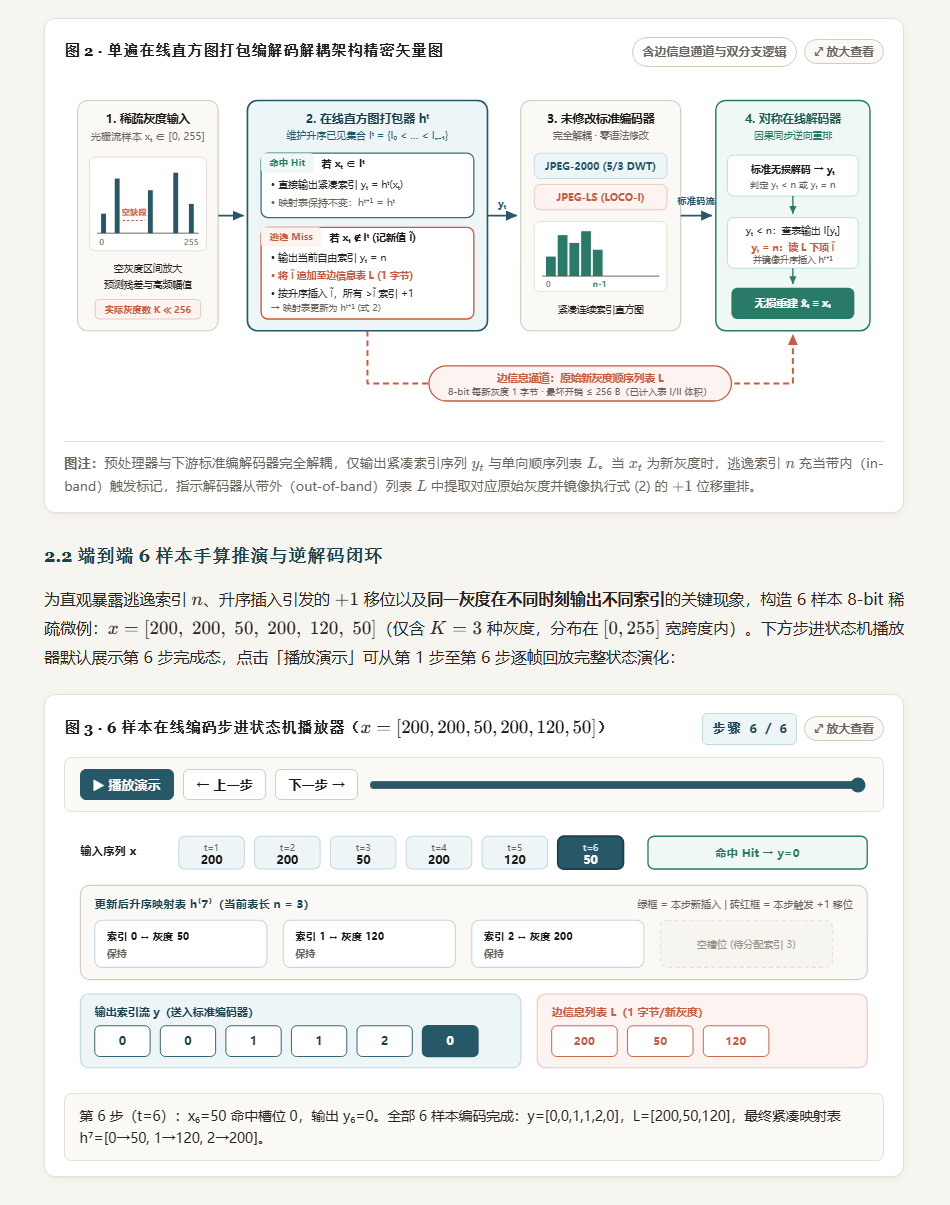 图 2 · 单遍在线直方图打包编解码解耦架构精密矢量图
含边信息通道与双分支逻辑
⤢ 放大查看
1. 稀疏灰度输入
光栅流样本 xₜ ∈ [0, 255]
空缺段
0
255
空灰度区间放大
预测残差与高频幅值
实际灰度数 K ≪ 256
2. 在线直方图打包器 hᵗ
维护升序已见集合 lᵗ = {l₀ < … < lₙ₋₁}
命中 Hit
若 xₜ ∈ lᵗ
• 直接输出紧凑索引 yₜ = hᵗ(xₜ)
• 映射表保持不变：hᵗ⁺¹ = hᵗ
逃逸 Miss
若 xₜ ∉ lᵗ (记新值 l̃)
• 输出当前自由索引 yₜ = n
• 将 l̃ 追加至边信息表 L (1 字节)
• 按升序插入 l̃，所有 >l̃ 索引 +1
→ 映射表更新为 hᵗ⁺¹ (式 2)
yₜ
3. 未修改标准编码器
完全解耦 · 零语法修改
JPEG-2000 (5/3 DWT)
JPEG-LS (LOCO-I)
0
n-1
紧凑连续索引直方图
标准码流
4. 对称在线解码器
因果同步逆向重排
标准无损解码 → yₜ
判定 yₜ < n 或 yₜ = n
yₜ < n：查表输出 l[yₜ]
yₜ = n：读 L 下项 l̃
并镜像升序插入 hᵗ⁺¹
无损重建 x̂ₜ ≡ xₜ
边信息通道：原始新灰度顺序列表 L
8-bit 每新灰度 1 字节 · 最坏开销 ≤ 256 B（已计入表 I/II 体积）
图注：预处理器与下游标准编解码器完全解耦，仅输出紧凑索引序列 yₜ 与单向顺序列表 L。当 xₜ 为新灰度时，逃逸索引 n 充当带内（in-
band）触发标记，指示解码器从带外（out-of-band）列表 L 中提取对应原始灰度并镜像执行式 (2) 的 +1 位移重排。
2.2 端到端 6 样本手算推演与逆解码闭环
为直观暴露逃逸索引 n、升序插入引发的 +1 移位以及同一灰度在不同时刻输出不同索引的关键现象，构造 6 样本 8-bit 稀
疏微例：x = [200, 200, 50, 200, 120, 50]（仅含 K = 3 种灰度，分布在 [0, 255] 宽跨度内）。下方步进状态机播放
器默认展示第 6 步完成态，点击「播放演示」可从第 1 步至第 6 步逐帧回放完整状态演化：
图 3 · 6 样本在线编码步进状态机播放器（x = [200, 200, 50, 200, 120, 50]）
步骤 6 / 6
⤢ 放大查看
▶ 播放演示
← 上一步
下一步 →
输入序列 x
t=1
200
t=2
200
t=3
50
t=4
200
t=5
120
t=6
50
命中 Hit → y=0
更新后升序映射表 h⁽7⁾（当前表长 n = 3）
绿框 = 本步新插入 | 砖红框 = 本步触发 +1 移位
索引 0 ↔ 灰度 50
保持
索引 1 ↔ 灰度 120
保持
索引 2 ↔ 灰度 200
保持
空槽位 (待分配索引 3)
输出索引流 y（送入标准编码器）
0
0
1
1
2
0
边信息列表 L（1 字节/新灰度）
200
50
120
第 6 步（t=6）：x₆=50 命中槽位 0，输出 y₆=0。全部 6 样本编码完成：y=[0,0,1,1,2,0]，L=[200,50,120]，最终紧凑映射表
h⁷=[0→50, 1→120, 2→200]。